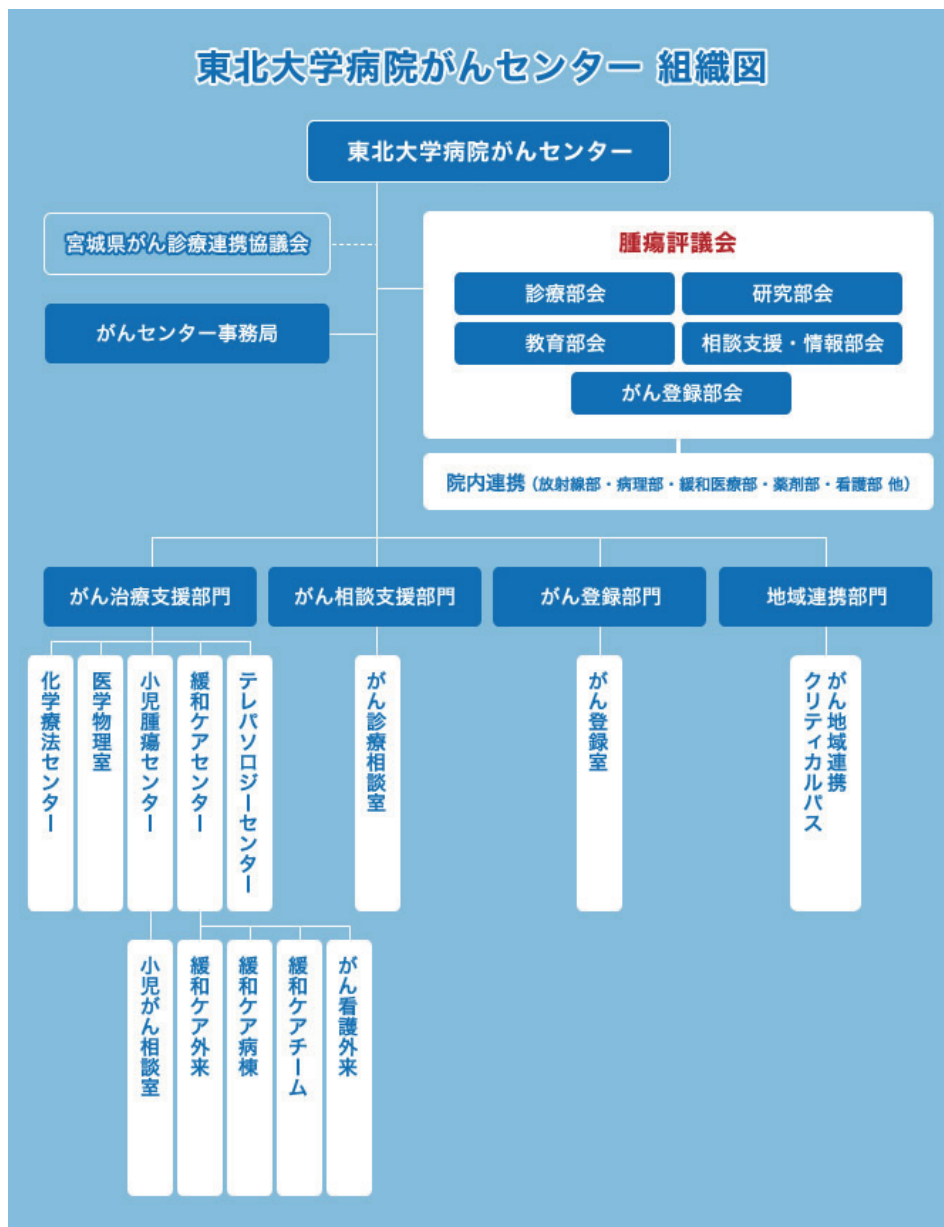 東北大学病院がんセンター 組織図
東北大学病院がんセンター
宮城県がん診療連携協議会
がんセンター事務局
腫瘍評議会
診療部会
研究部会
教育部会
相談支援・情報部会
がん登録部会
院内連携（放射線部・病理部・緩和医療部・薬剤部・看護部 他）
がん治療支援部門
がん相談支援部門
がん登録部門
地域連携部門
化学療法センター
医学物理室
小児腫瘍センター
緩和ケアセンター
テレパソロジーセンター
がん診療相談室
がん登録室
がん地域連携
クリティカルパス
小児がん相談室
緩和ケア外来
緩和ケア病棟
緩和ケアチーム
がん看護外来